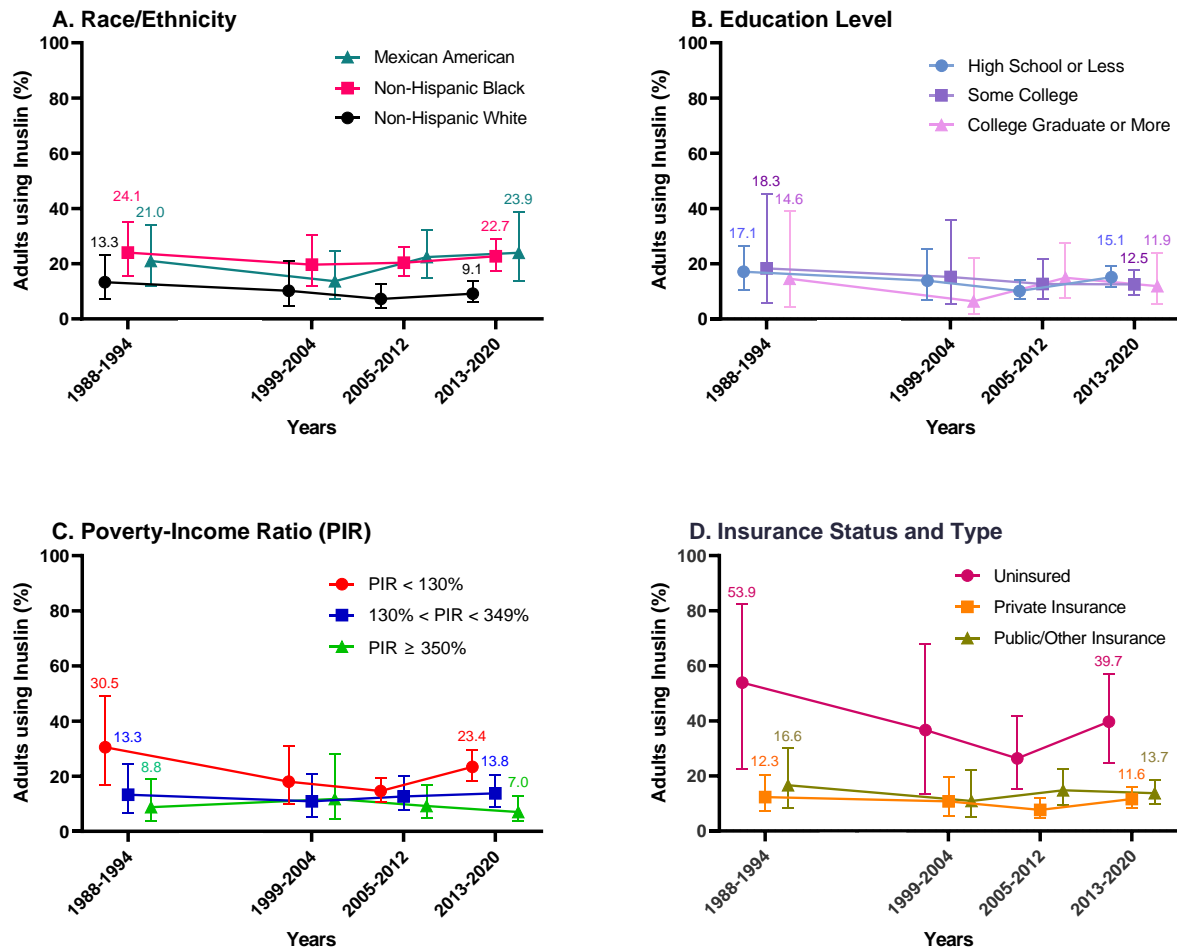 A. Race/Ethnicity
Adults using Inuslin (%)
100
80
60
40
20
0
Mexican American
Non-Hispanic Black
Non-Hispanic White
13.3
24.1
21.0
9.1
22.7
23.9
1988-1994
1999-2004
2005-2012
2013-2020
Years
B. Education Level
Adults using Inuslin (%)
100
80
60
40
20
0
High School or Less
Some College
College Graduate or More
17.1
18.3
14.6
15.1
12.5
11.9
1988-1994
1999-2004
2005-2012
2013-2020
Years
C. Poverty-Income Ratio (PIR)
Adults using Inuslin (%)
100
80
60
40
20
0
PIR < 130%
130% < PIR < 349%
PIR ≥ 350%
30.5
13.3
8.8
23.4
13.8
7.0
1988-1994
1999-2004
2005-2012
2013-2020
Years
D. Insurance Status and Type
Adults using Inuslin (%)
100
80
60
40
20
0
Uninsured
Private Insurance
Public/Other Insurance
53.9
12.3
16.6
39.7
11.6
13.7
1988-1994
1999-2004
2005-2012
2013-2020
Years